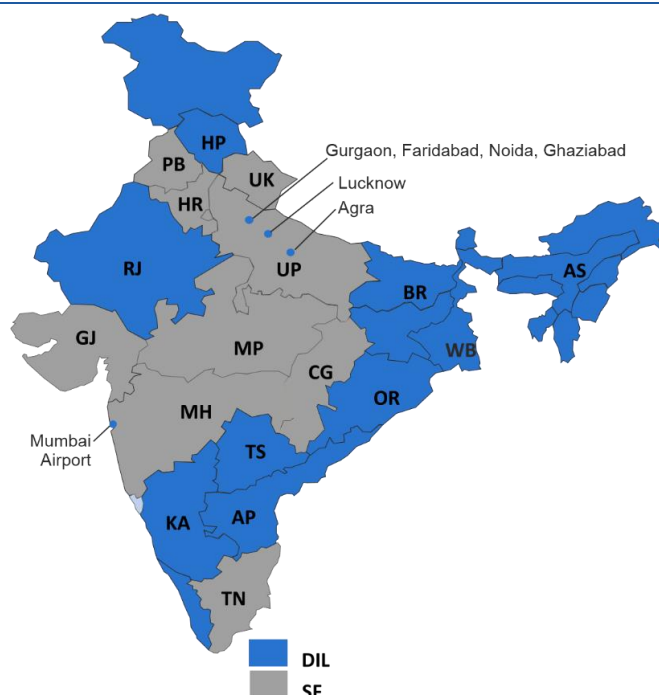 HP
PB
UK
HR
Gurgaon, Faridabad, Noida, Ghaziabad
Lucknow
Agra
RJ
UP
BR
AS
GJ
MP
WB
CG
MH
OR
Mumbai
Airport
TS
KA
AP
TN
DIL
SF